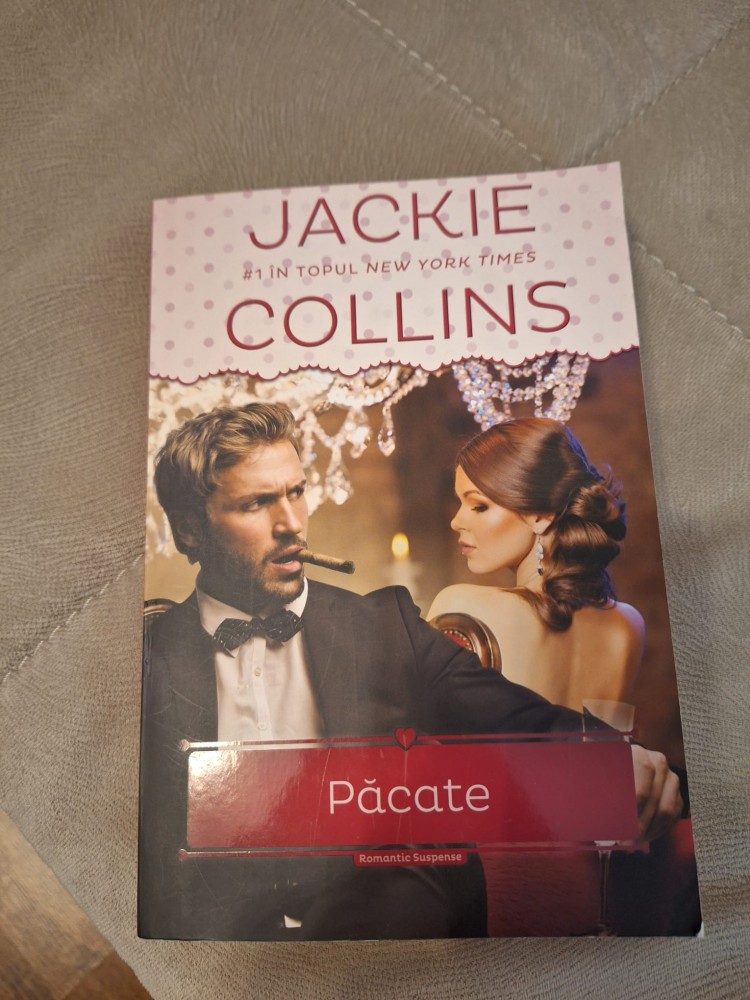 JACKIE
#1 ÎN TOPUL NEW YORK TIMES
COLLINS
Păcate
Romantic Suspense